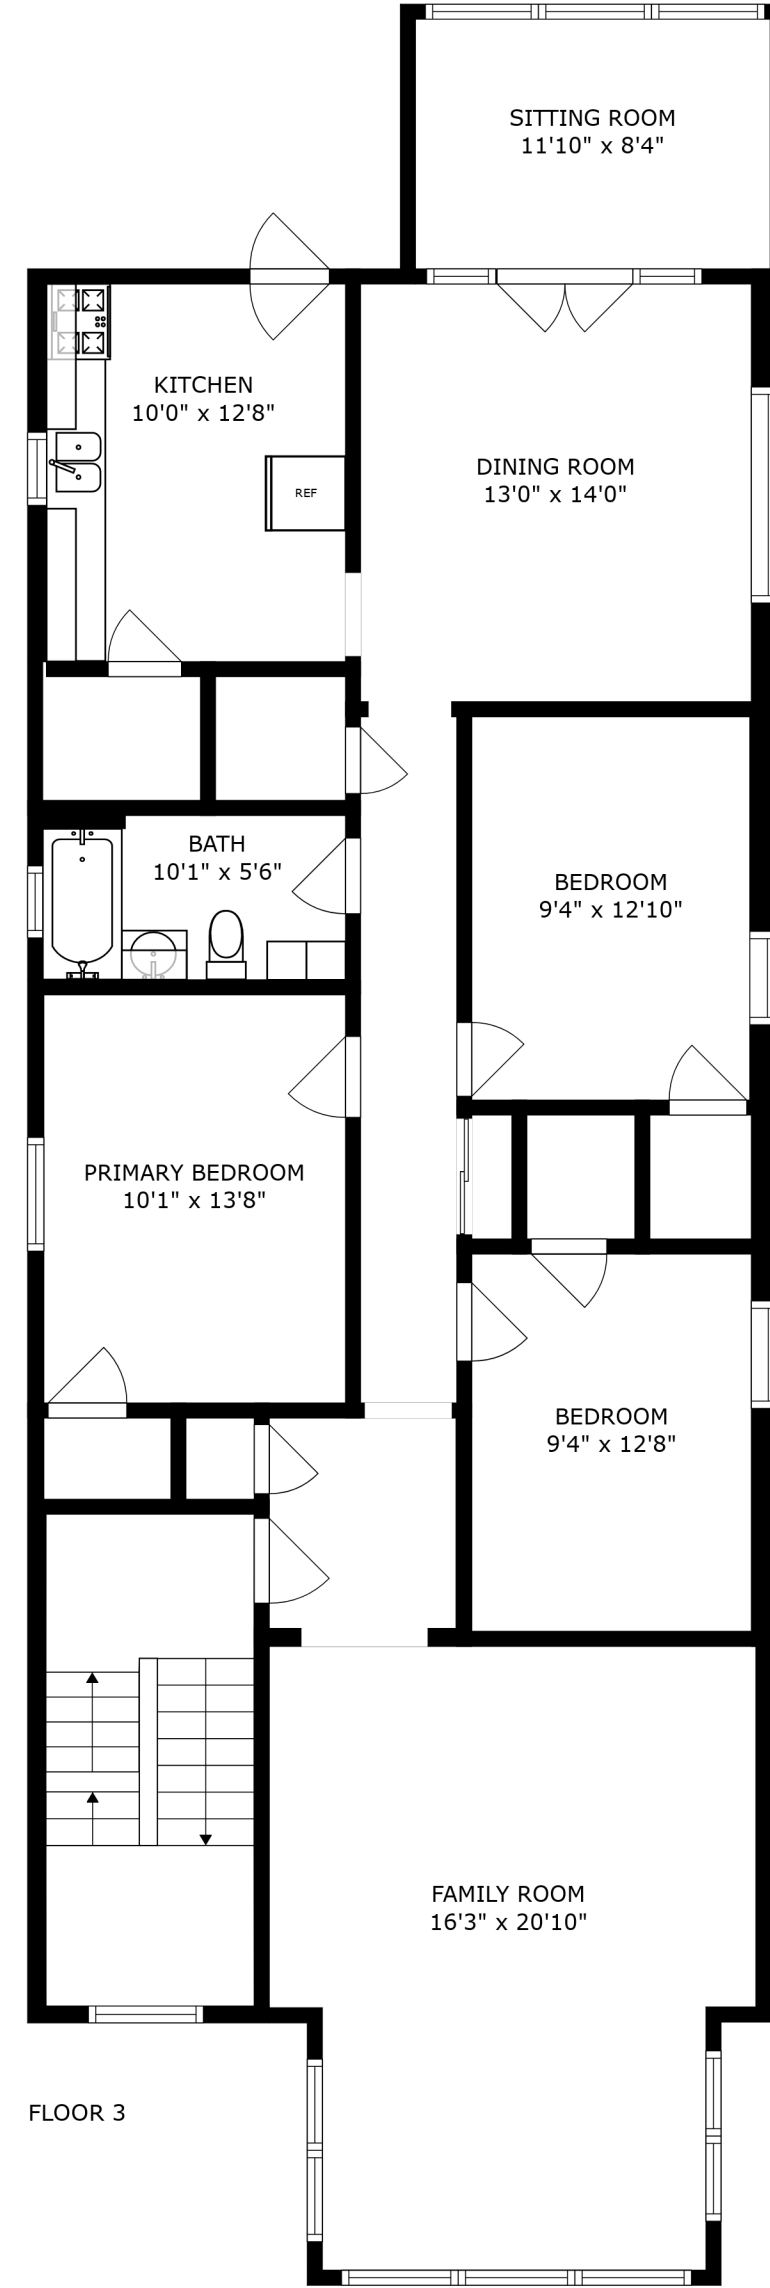 SITTING ROOM
11'10" x 8'4"
KITCHEN
10'0" x 12'8"
DINING ROOM
13'0" x 14'0"
REF
BATH
10'1" x 5'6"
BEDROOM
9'4" x 12'10"
PRIMARY BEDROOM
10'1" x 13'8"
BEDROOM
9'4" x 12'8"
FAMILY ROOM
16'3" x 20'10"
FLOOR 3